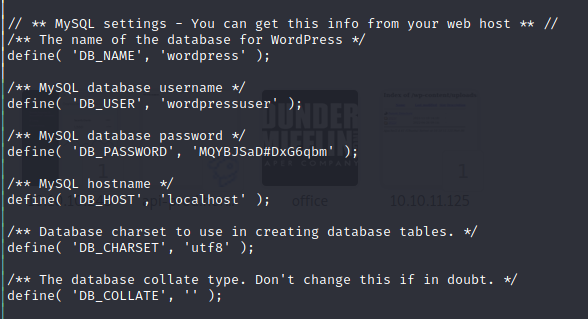 // ** MySQL settings - You can get this info from your web host ** //
/** The name of the database for WordPress */
define( 'DB_NAME', 'wordpress' );
/** MySQL database username */
define( 'DB_USER', 'wordpressuser' );
/** MySQL database password */
define( 'DB_PASSWORD', 'MQYBJSaD#DxG6qbm' );
/** MySQL hostname */
define( 'DB_HOST', 'localhost' );
/** Database charset to use in creating database tables. */
define( 'DB_CHARSET', 'utf8' );
/** The database collate type. Don't change this if in doubt. */
define( 'DB_COLLATE', '' );
DUNDER
MIFFLIN
office
10.10.11.125